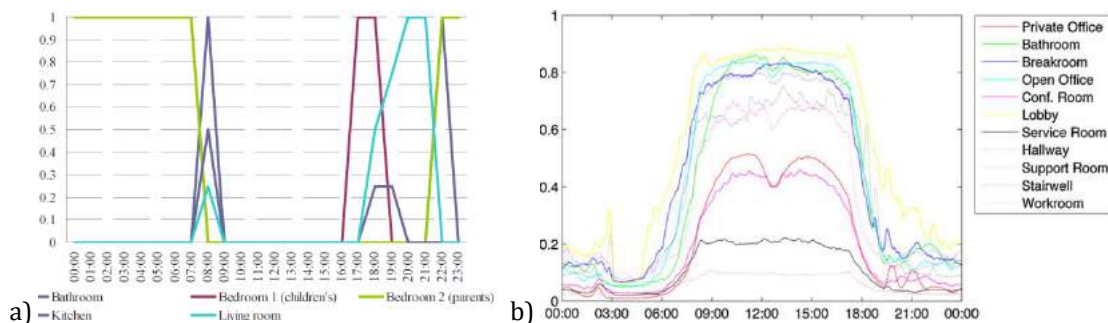 1
0.9
0.8
0.7
0.6
0.5
0.4
0.3
0.2
0.1
0
00:00
01:00
02:00
03:00
04:00
05:00
06:00
07:00
08:00
09:00
10:00
11:00
12:00
13:00
14:00
15:00
16:00
17:00
18:00
19:00
20:00
21:00
22:00
23:00
Bathroom Bedroom 1 (children's) Bedroom 2 (parents)
Kitchen Living room
a)
1
0.8
0.6
0.4
0.2
0
00:00 03:00 06:00 09:00 12:00 15:00 18:00 21:00 00:00
Private Office
Bathroom
Breakroom
Open Office
Conf. Room
Lobby
Service Room
Hallway
Support Room
Stairwell
Workroom
b)